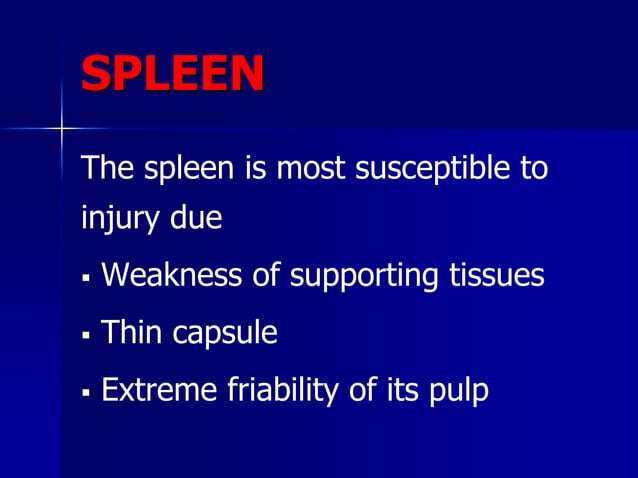 SPLEEN
The spleen is most susceptible to
injury due
▪ Weakness of supporting tissues
▪ Thin capsule
▪ Extreme friability of its pulp